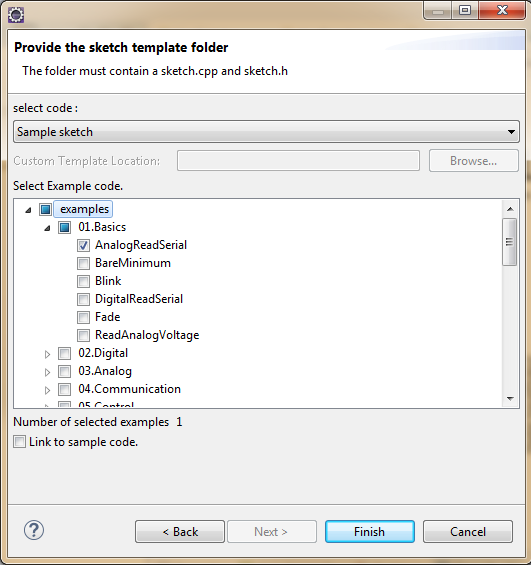 Provide the sketch template folder
The folder must contain a sketch.cpp and sketch.h
select code :
Sample sketch
Custom Template Location:
Browse...
Select Example code.
examples
01.Basics
AnalogReadSerial
BareMinimum
Blink
DigitalReadSerial
Fade
ReadAnalogVoltage
02.Digital
03.Analog
04.Communication
05.Control
Number of selected examples 1
Link to sample code.
? < Back Next > Finish Cancel